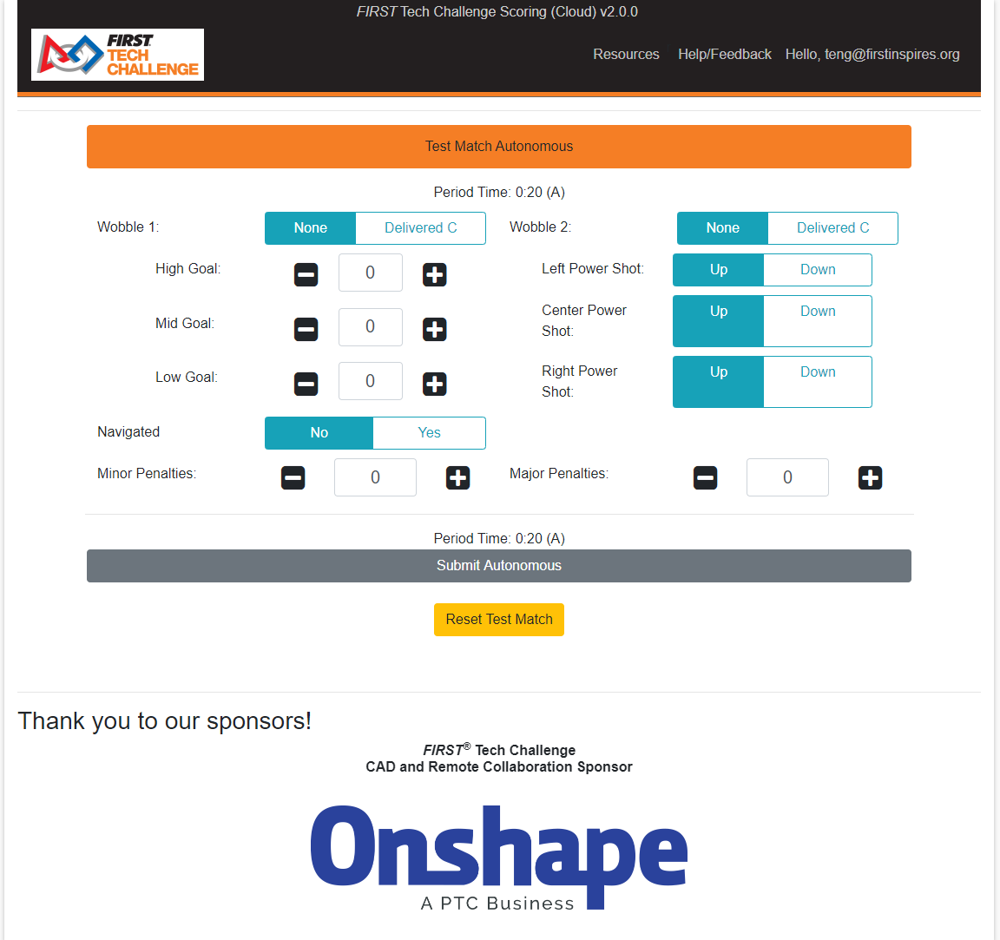 FIRST Tech Challenge Scoring (Cloud) v2.0.0
FIRST
TECH
CHALLENGE
Resources Help/Feedback Hello, teng@firstinspires.org
Test Match Autonomous
Period Time: 0:20 (A)
Wobble 1: None Delivered C Wobble 2: None Delivered C
High Goal: 0 Left Power Shot: Up Down
Mid Goal: 0 Center Power Shot: Up Down
Low Goal: 0 Right Power Shot: Up Down
Navigated No Yes
Minor Penalties: 0 Major Penalties: 0
Period Time: 0:20 (A)
Submit Autonomous
Reset Test Match
Thank you to our sponsors!
FIRST® Tech Challenge
CAD and Remote Collaboration Sponsor
Onshape
A PTC Business